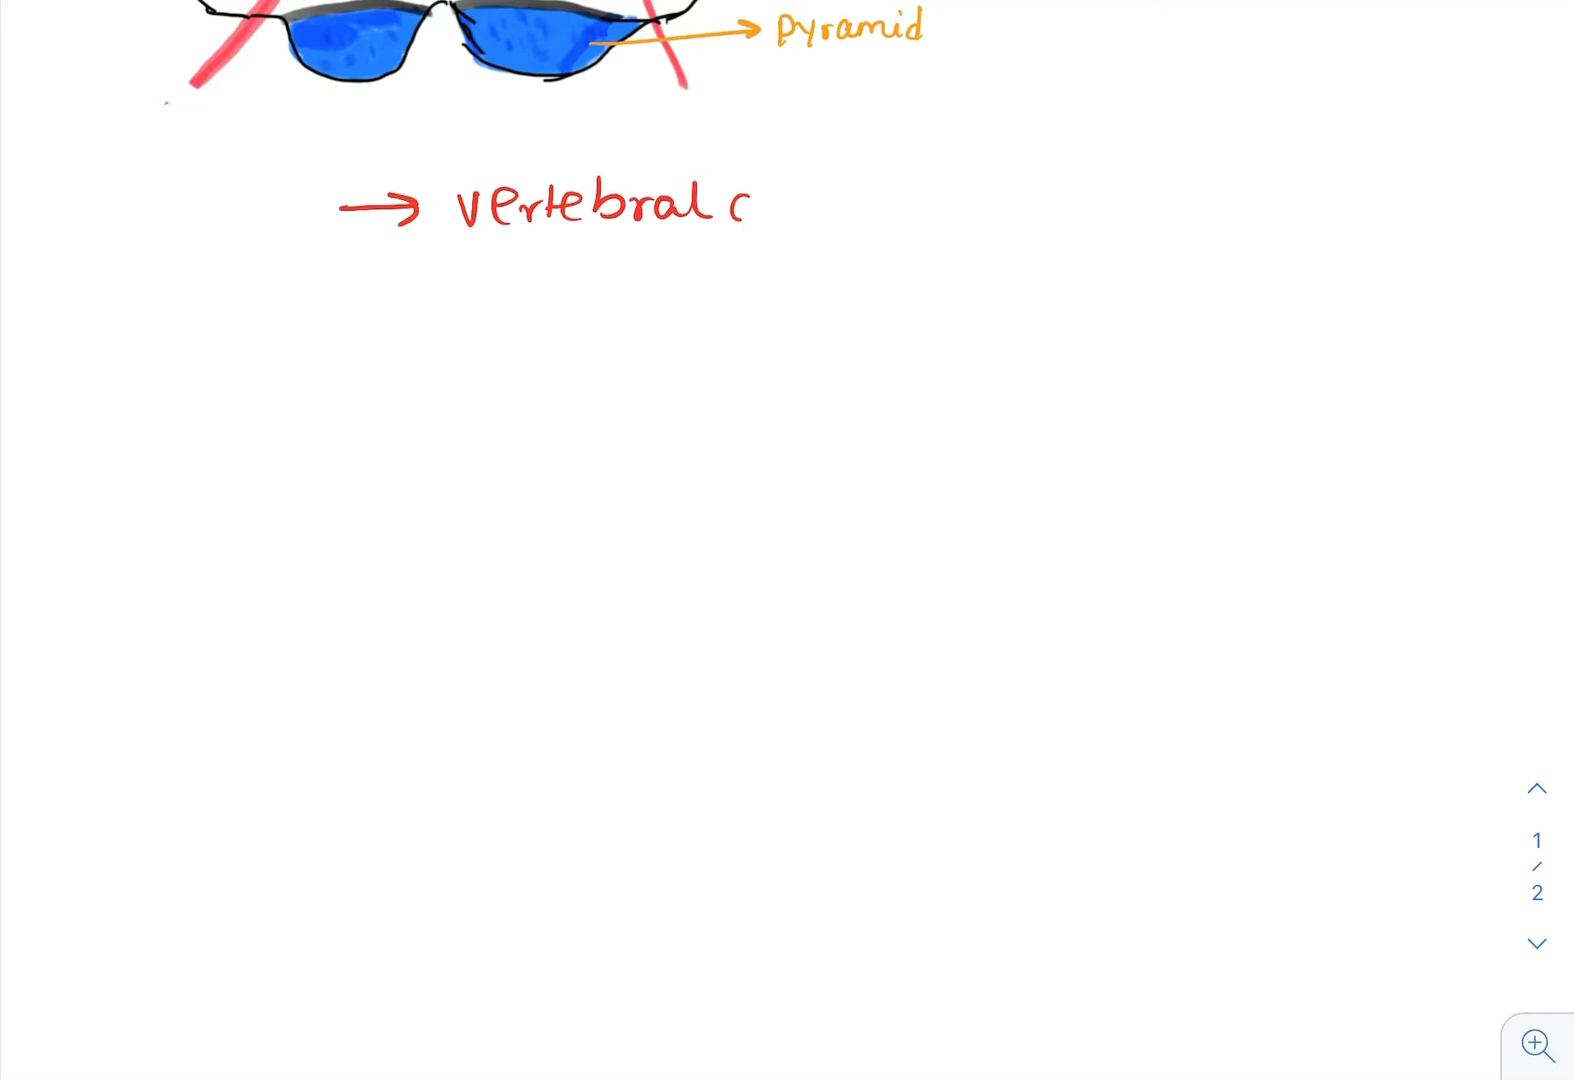 pyramid
→ vertebral c
1
/
2